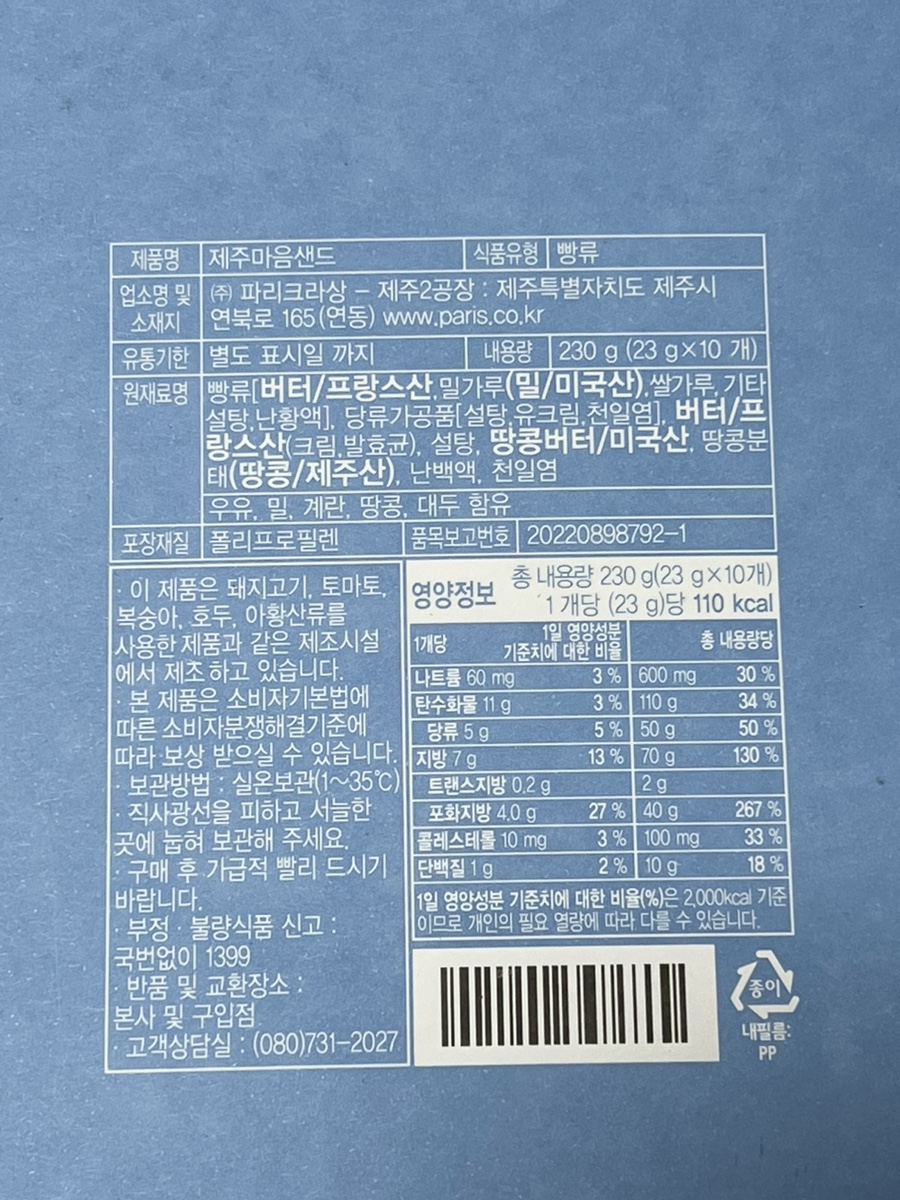 제품명 제주마음샌드 식품유형 빵류
업소명 및 ㈜ 파리크라상 – 제주2공장 : 제주특별자치도 제주시
소재지 연북로 165 (연동) www.paris.co.kr
유통기한 별도 표시일 까지 내용량 230 g (23 g×10 개)
원재료명 빵류[버터/프랑스산,밀가루(밀/미국산),쌀가루,기타
설탕,난황액], 당류가공품[설탕,유크림,천일염], 버터/프
랑스산(크림,발효균), 설탕, 땅콩버터/미국산, 땅콩분
태(땅콩/제주산), 난백액, 천일염
우유, 밀, 계란, 땅콩, 대두 함유
포장재질 폴리프로필렌 품목보고번호 20220898792-1
· 이 제품은 돼지고기, 토마토,
복숭아, 호두, 아황산류를
사용한 제품과 같은 제조시설
에서 제조 하고 있습니다.
· 본 제품은 소비자기본법에
따른 소비자분쟁해결기준에
따라 보상 받으실 수 있습니다.
· 보관방법 : 실온보관(1~35℃)
· 직사광선을 피하고 서늘한
곳에 눕혀 보관해 주세요.
· 구매 후 가급적 빨리 드시기
바랍니다.
· 부정 · 불량식품 신고 :
국번없이 1399
· 반품 및 교환장소 :
본사 및 구입점
· 고객상담실 : (080)731-2027
영양정보 총 내용량 230 g(23 g×10개)
1 개당 (23 g)당 110 kcal
1개당 1일 영양성분 기준치에 대한 비율 총 내용량당
나트륨 60 mg 3 % 600 mg 30 %
탄수화물 11 g 3 % 110 g 34 %
당류 5 g 5 % 50 g 50 %
지방 7 g 13 % 70 g 130 %
트랜스지방 0.2 g 2 g
포화지방 4.0 g 27 % 40 g 267 %
콜레스테롤 10 mg 3 % 100 mg 33 %
단백질 1 g 2 % 10 g 18 %
1일 영양성분 기준치에 대한 비율(%)은 2,000kcal 기준
이므로 개인의 필요 열량에 따라 다를 수 있습니다.
종이
내필름:
PP